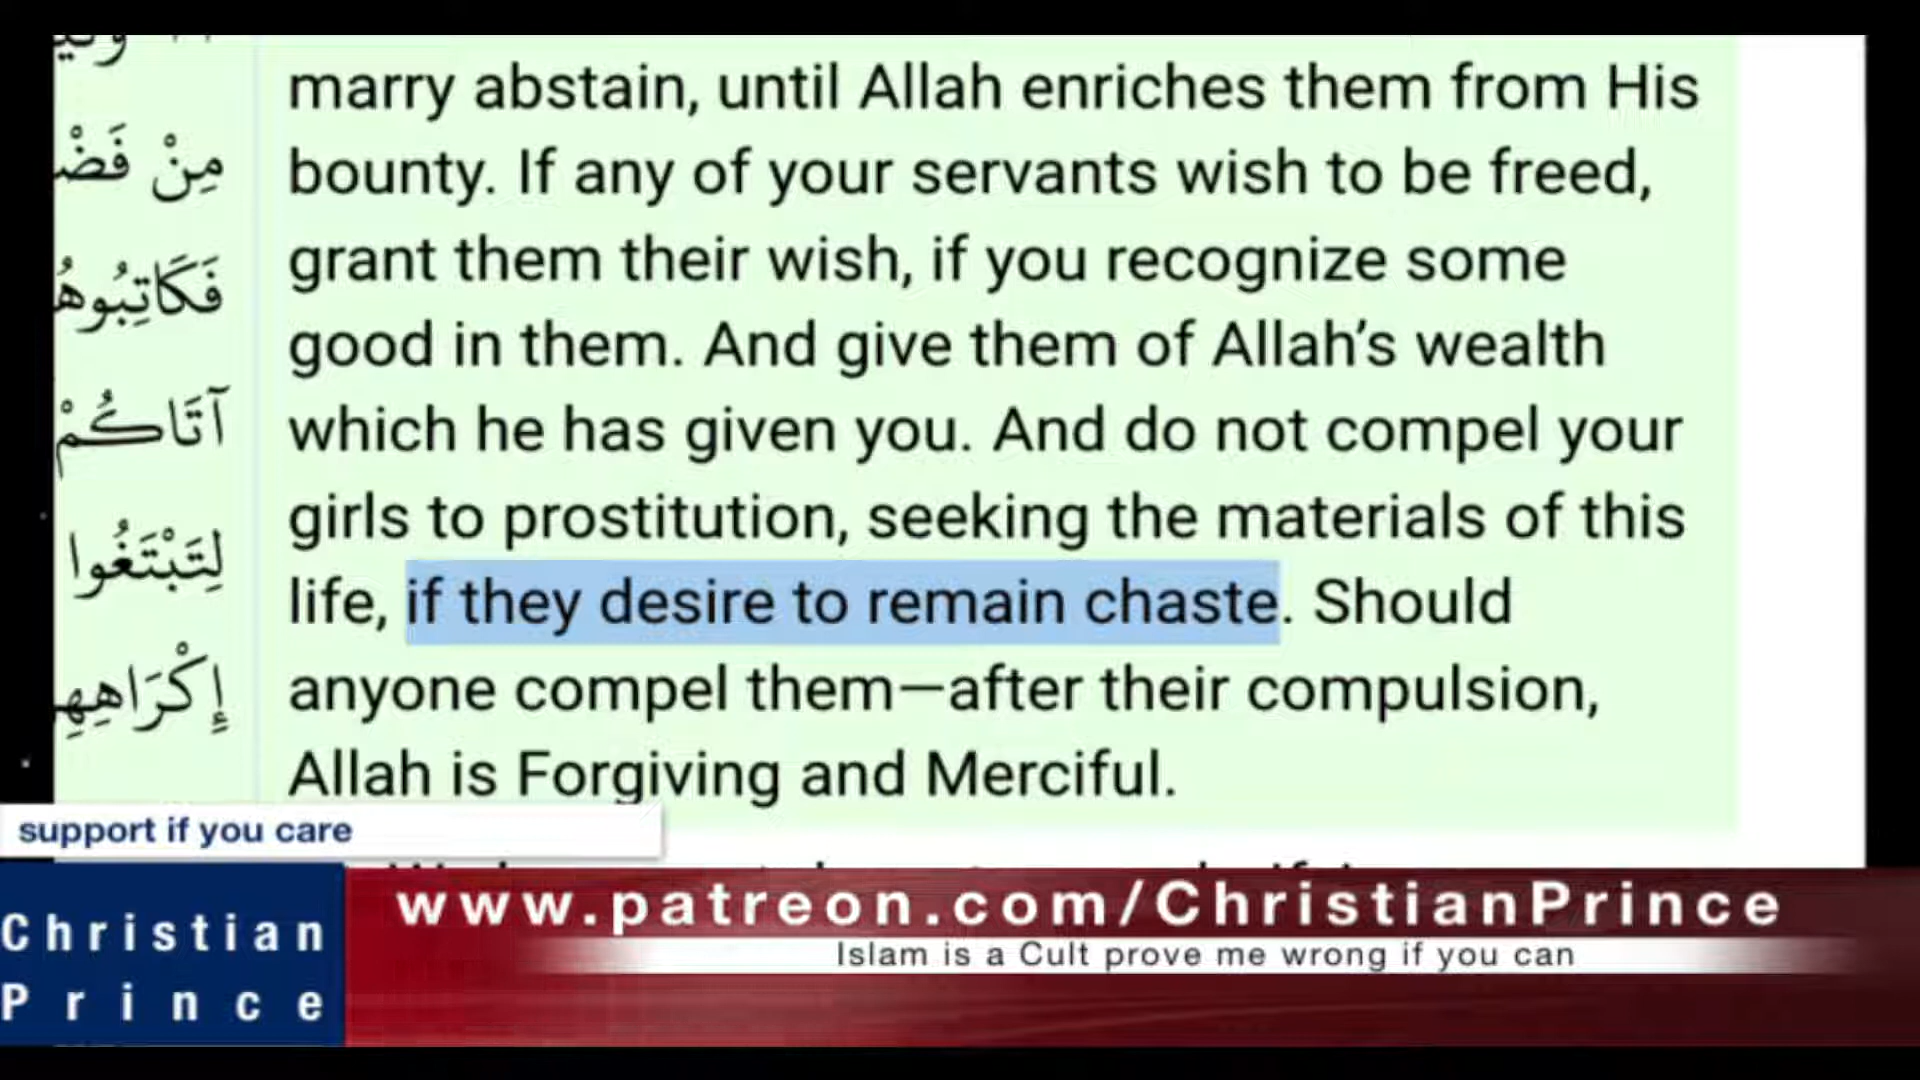 marry abstain, until Allah enriches them from His
bounty. If any of your servants wish to be freed,
grant them their wish, if you recognize some
good in them. And give them of Allah’s wealth
which he has given you. And do not compel your
girls to prostitution, seeking the materials of this
life, if they desire to remain chaste. Should
anyone compel them—after their compulsion,
Allah is Forgiving and Merciful.
مِنْ
فَكَاتِبُوهُ
آتَاكُمْ
لِتَبْتَغُوا
support if you care
Christian
Prince
www.patreon.com/ChristianPrince
Islam is a Cult prove me wrong if you can